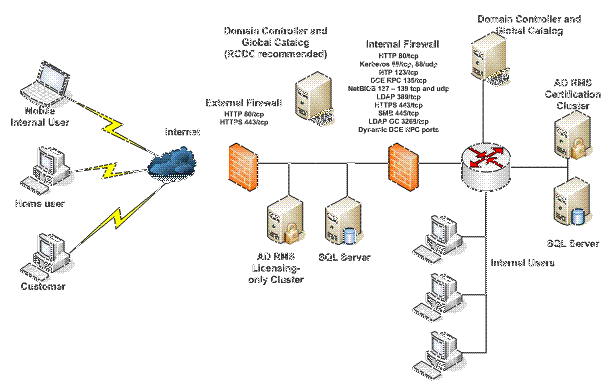 Domain Controller and
Global Catalog
(RODC recommended)
Internal Firewall
HTTP 80/tcp
Kerberos 88/tcp, 88/udp
NTP 123/tcp
DCE RPC 135/tcp
NetBIOS 127 – 139 tcp and udp
LDAP 389/tcp
HTTPS 443/tcp
SMB 445/tcp
LDAP GC 3268/tcp
Dynamic DCE RPC ports
Domain Controller and
Global Catalog
External Firewall
HTTP 80/tcp
HTTPS 443/tcp
Mobile
Internal User
Internet
AD RMS
Certification
Cluster
Home user
Customer
AD RMS
Licensing-
only Cluster
SQL Server
SQL Server
Internal Users